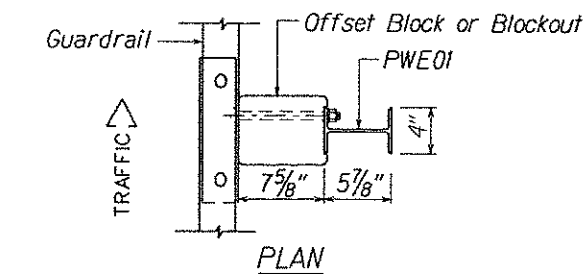 Offset Block or Blockout
Guardrail
PWE01
TRAFFIC
4"
7⅝"
5⅞"
PLAN